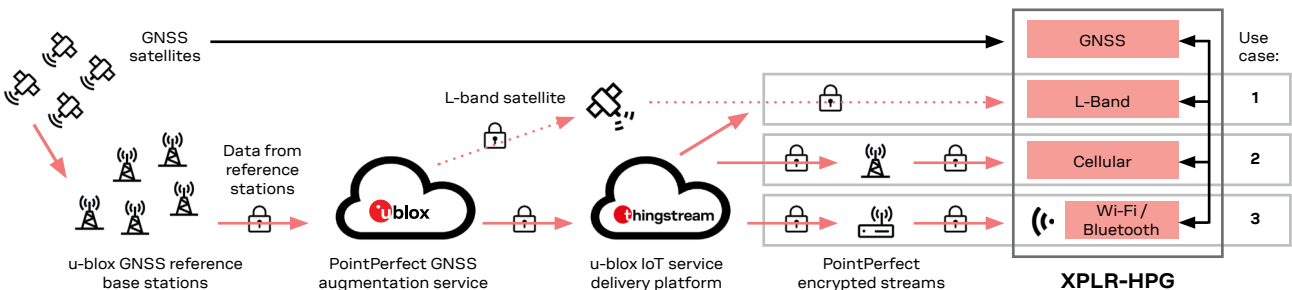 GNSS
satellites
GNSS
Use
case:
L-band satellite
L-Band
1
Data from
reference
stations
Cellular
2
ublox
thingstream
Wi-Fi /
Bluetooth
3
u-blox GNSS reference
base stations
PointPerfect GNSS
augmentation service
u-blox IoT service
delivery platform
PointPerfect
encrypted streams
XPLR-HPG